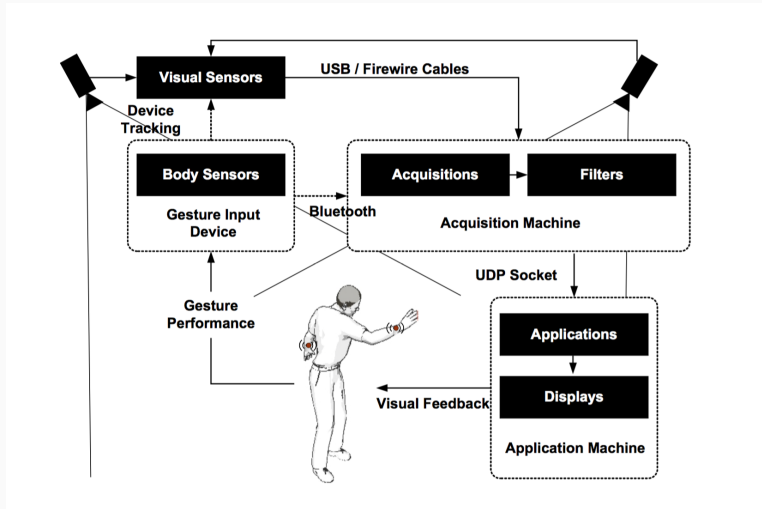 Visual Sensors
USB / Firewire Cables
Device
Tracking
Body Sensors
Gesture Input
Device
Bluetooth
Acquisitions
Filters
Acquisition Machine
UDP Socket
Gesture
Performance
Applications
Displays
Visual Feedback
Application Machine